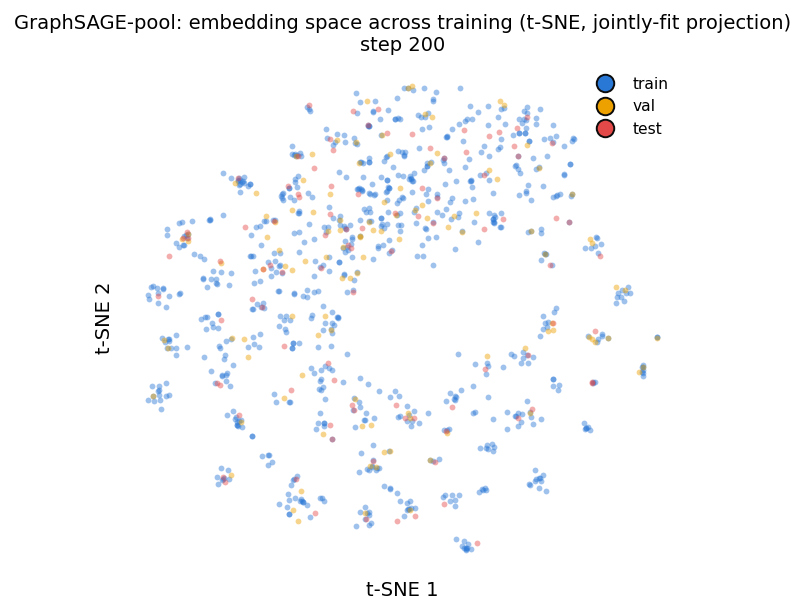 GraphSAGE-pool: embedding space across training (t-SNE, jointly-fit projection)
step 200
train
val
test
t-SNE 2
t-SNE 1